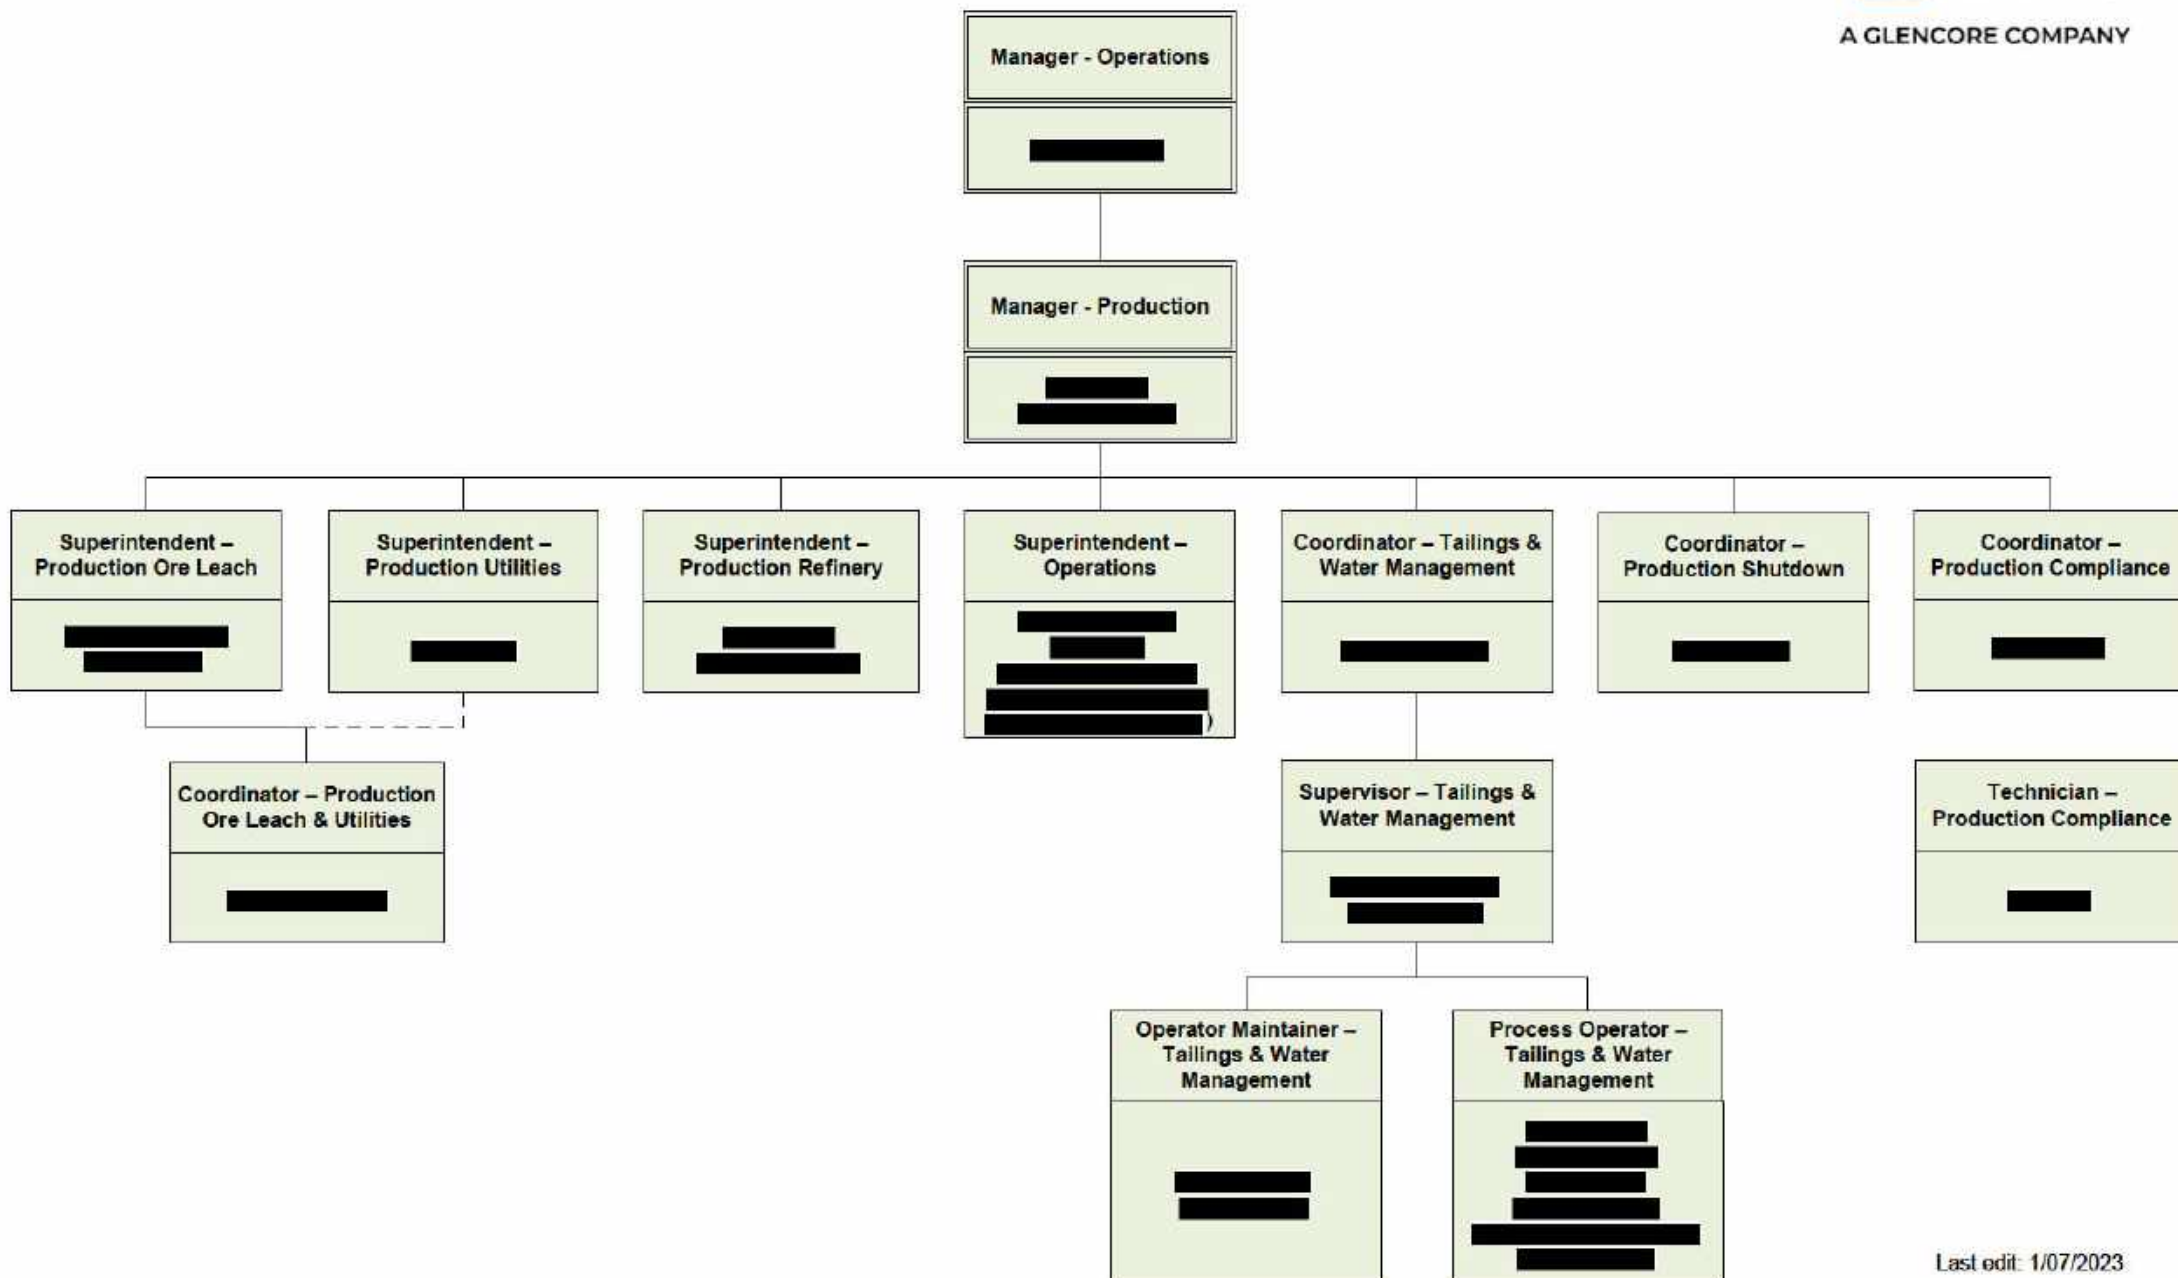 A GLENCORE COMPANY
Manager - Operations
Manager - Production
Superintendent –
Production Ore Leach
Superintendent –
Production Utilities
Superintendent –
Production Refinery
Superintendent –
Operations
)
Coordinator – Tailings &
Water Management
Coordinator –
Production Shutdown
Coordinator –
Production Compliance
Coordinator – Production
Ore Leach & Utilities
Supervisor – Tailings &
Water Management
Technician –
Production Compliance
Operator Maintainer –
Tailings & Water
Management
Process Operator –
Tailings & Water
Management
Last edit: 1/07/2023